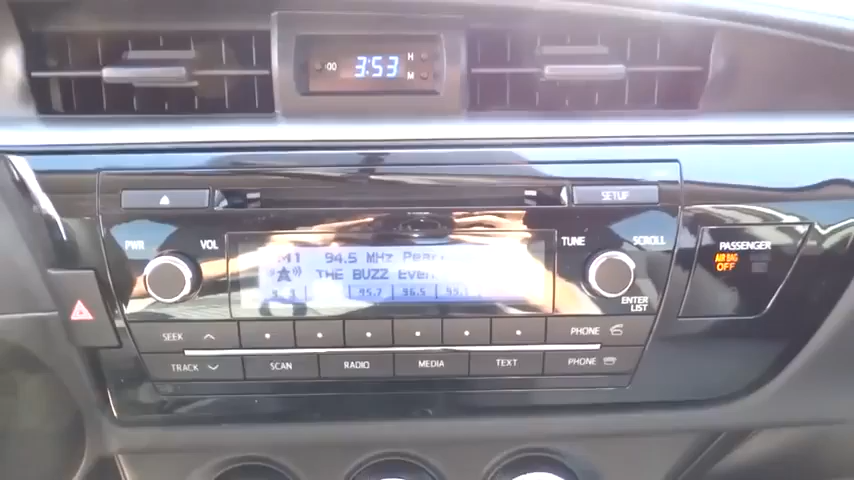 :00 3:53 H
M
SETUP
PWR VOL TUNE SCROLL
94.5 MHz
THE BUZZ
95.7 96.5
ENTER
LIST
PASSENGER
AIR BAG
OFF
SEEK PHONE
TRACK SCAN RADIO MEDIA TEXT PHONE